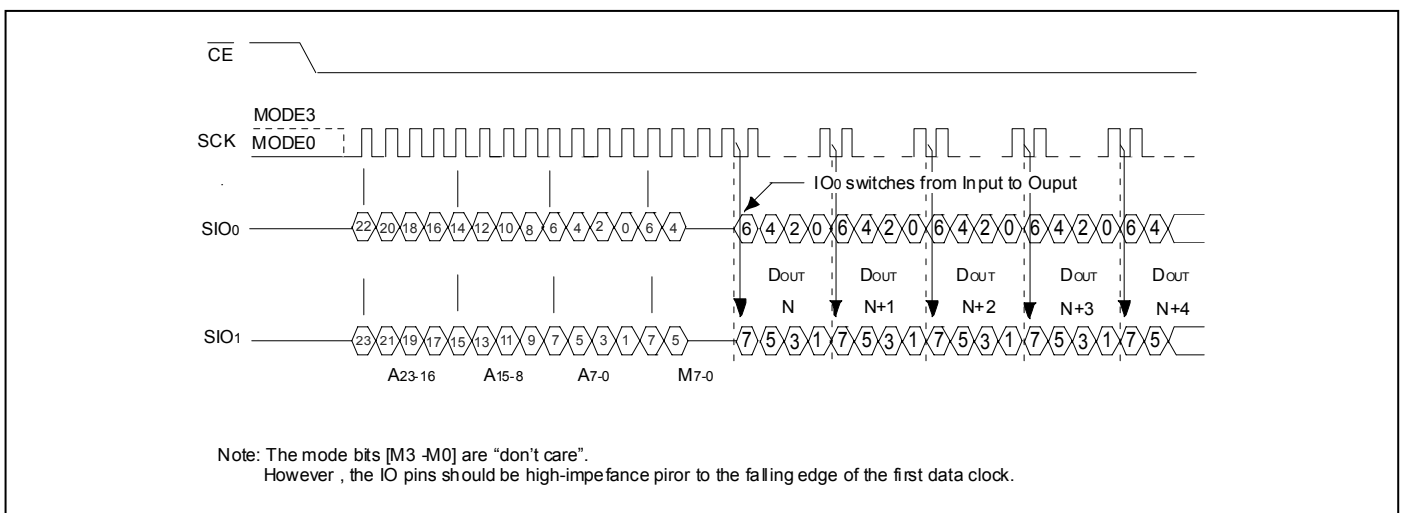 CE
MODE3
SCK MODE0
IO0 switches from Input to Ouput
SIO0 22 20 18 16 14 12 10 8 6 4 2 0 6 4 6 4 2 0 6 4 2 0 6 4 2 0 6 4 2 0 6 4
DOUT DOUT DOUT DOUT DOUT
N N+1 N+2 N+3 N+4
SIO1 23 21 19 17 15 13 11 9 7 5 3 1 7 5 7 5 3 1 7 5 3 1 7 5 3 1 7 5 3 1 7 5
A23-16 A15-8 A7-0 M7-0
Note: The mode bits [M3 -M0] are “don’t care”.
However , the IO pins should be high-impefance piror to the falling edge of the first data clock.